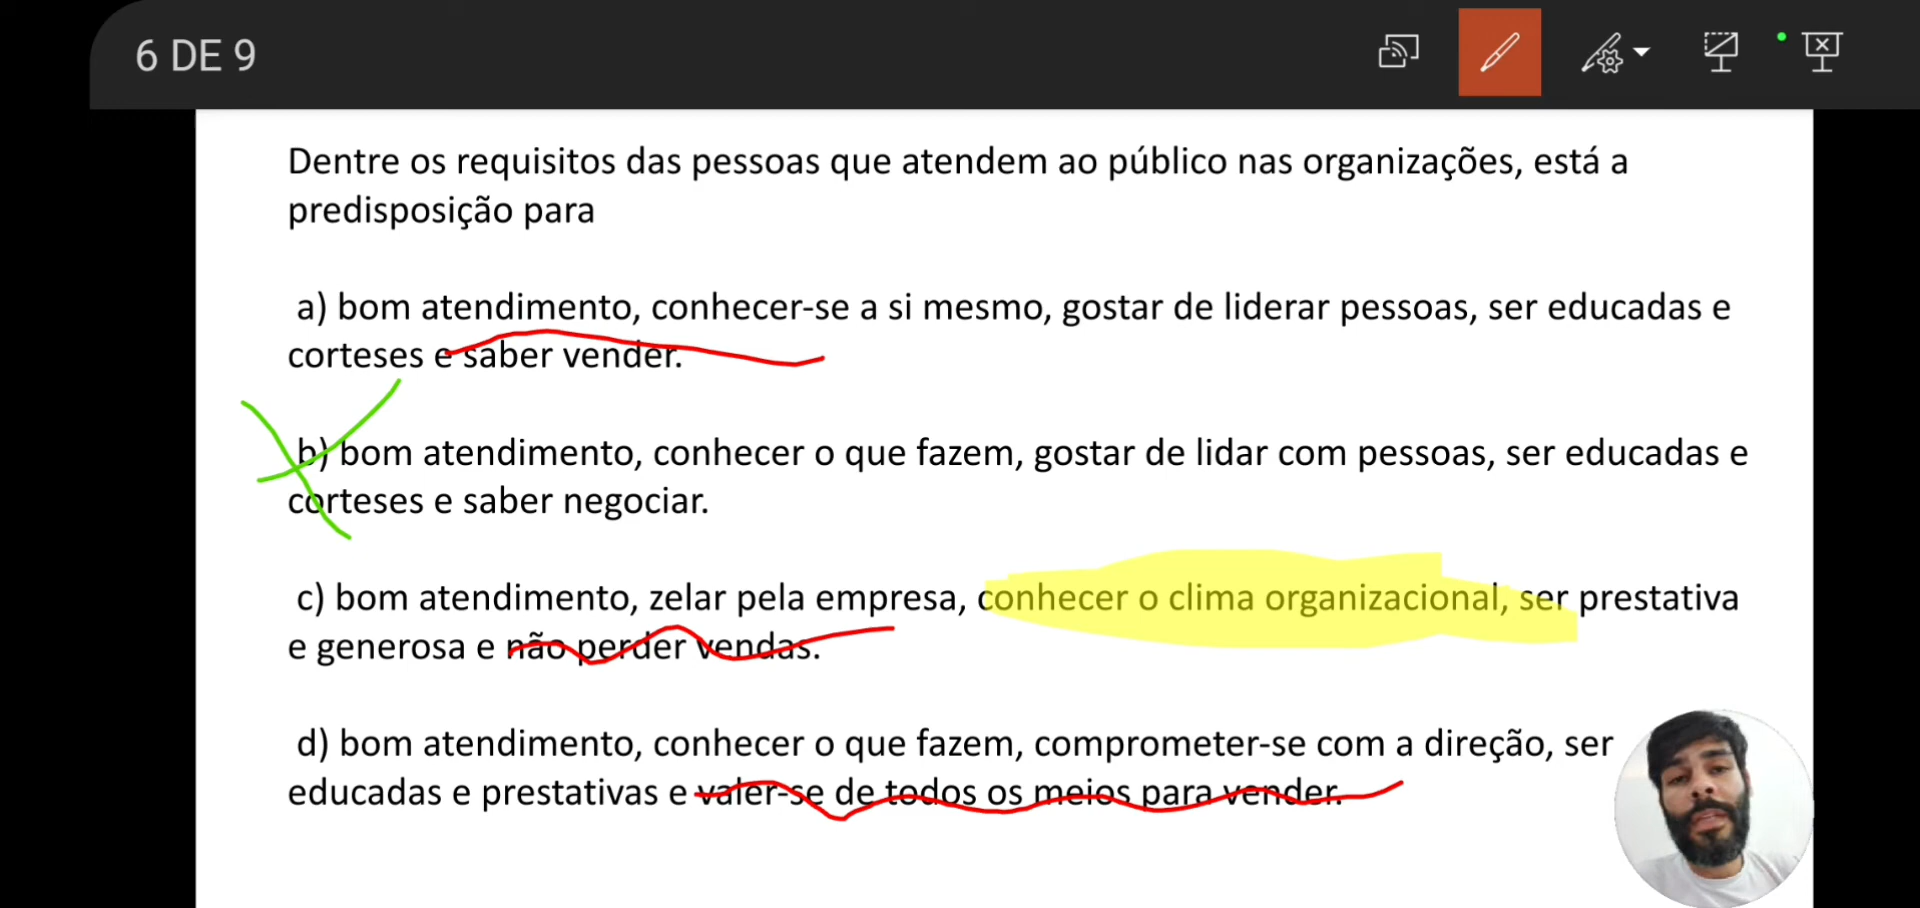 6 DE 9
Dentre os requisitos das pessoas que atendem ao público nas organizações, está a
predisposição para
a) bom atendimento, conhecer-se a si mesmo, gostar de liderar pessoas, ser educadas e
corteses e saber vender.
b) bom atendimento, conhecer o que fazem, gostar de lidar com pessoas, ser educadas e
corteses e saber negociar.
c) bom atendimento, zelar pela empresa, conhecer o clima organizacional, ser prestativa
e generosa e não perder vendas.
d) bom atendimento, conhecer o que fazem, comprometer-se com a direção, ser
educadas e prestativas e valer-se de todos os meios para vender.